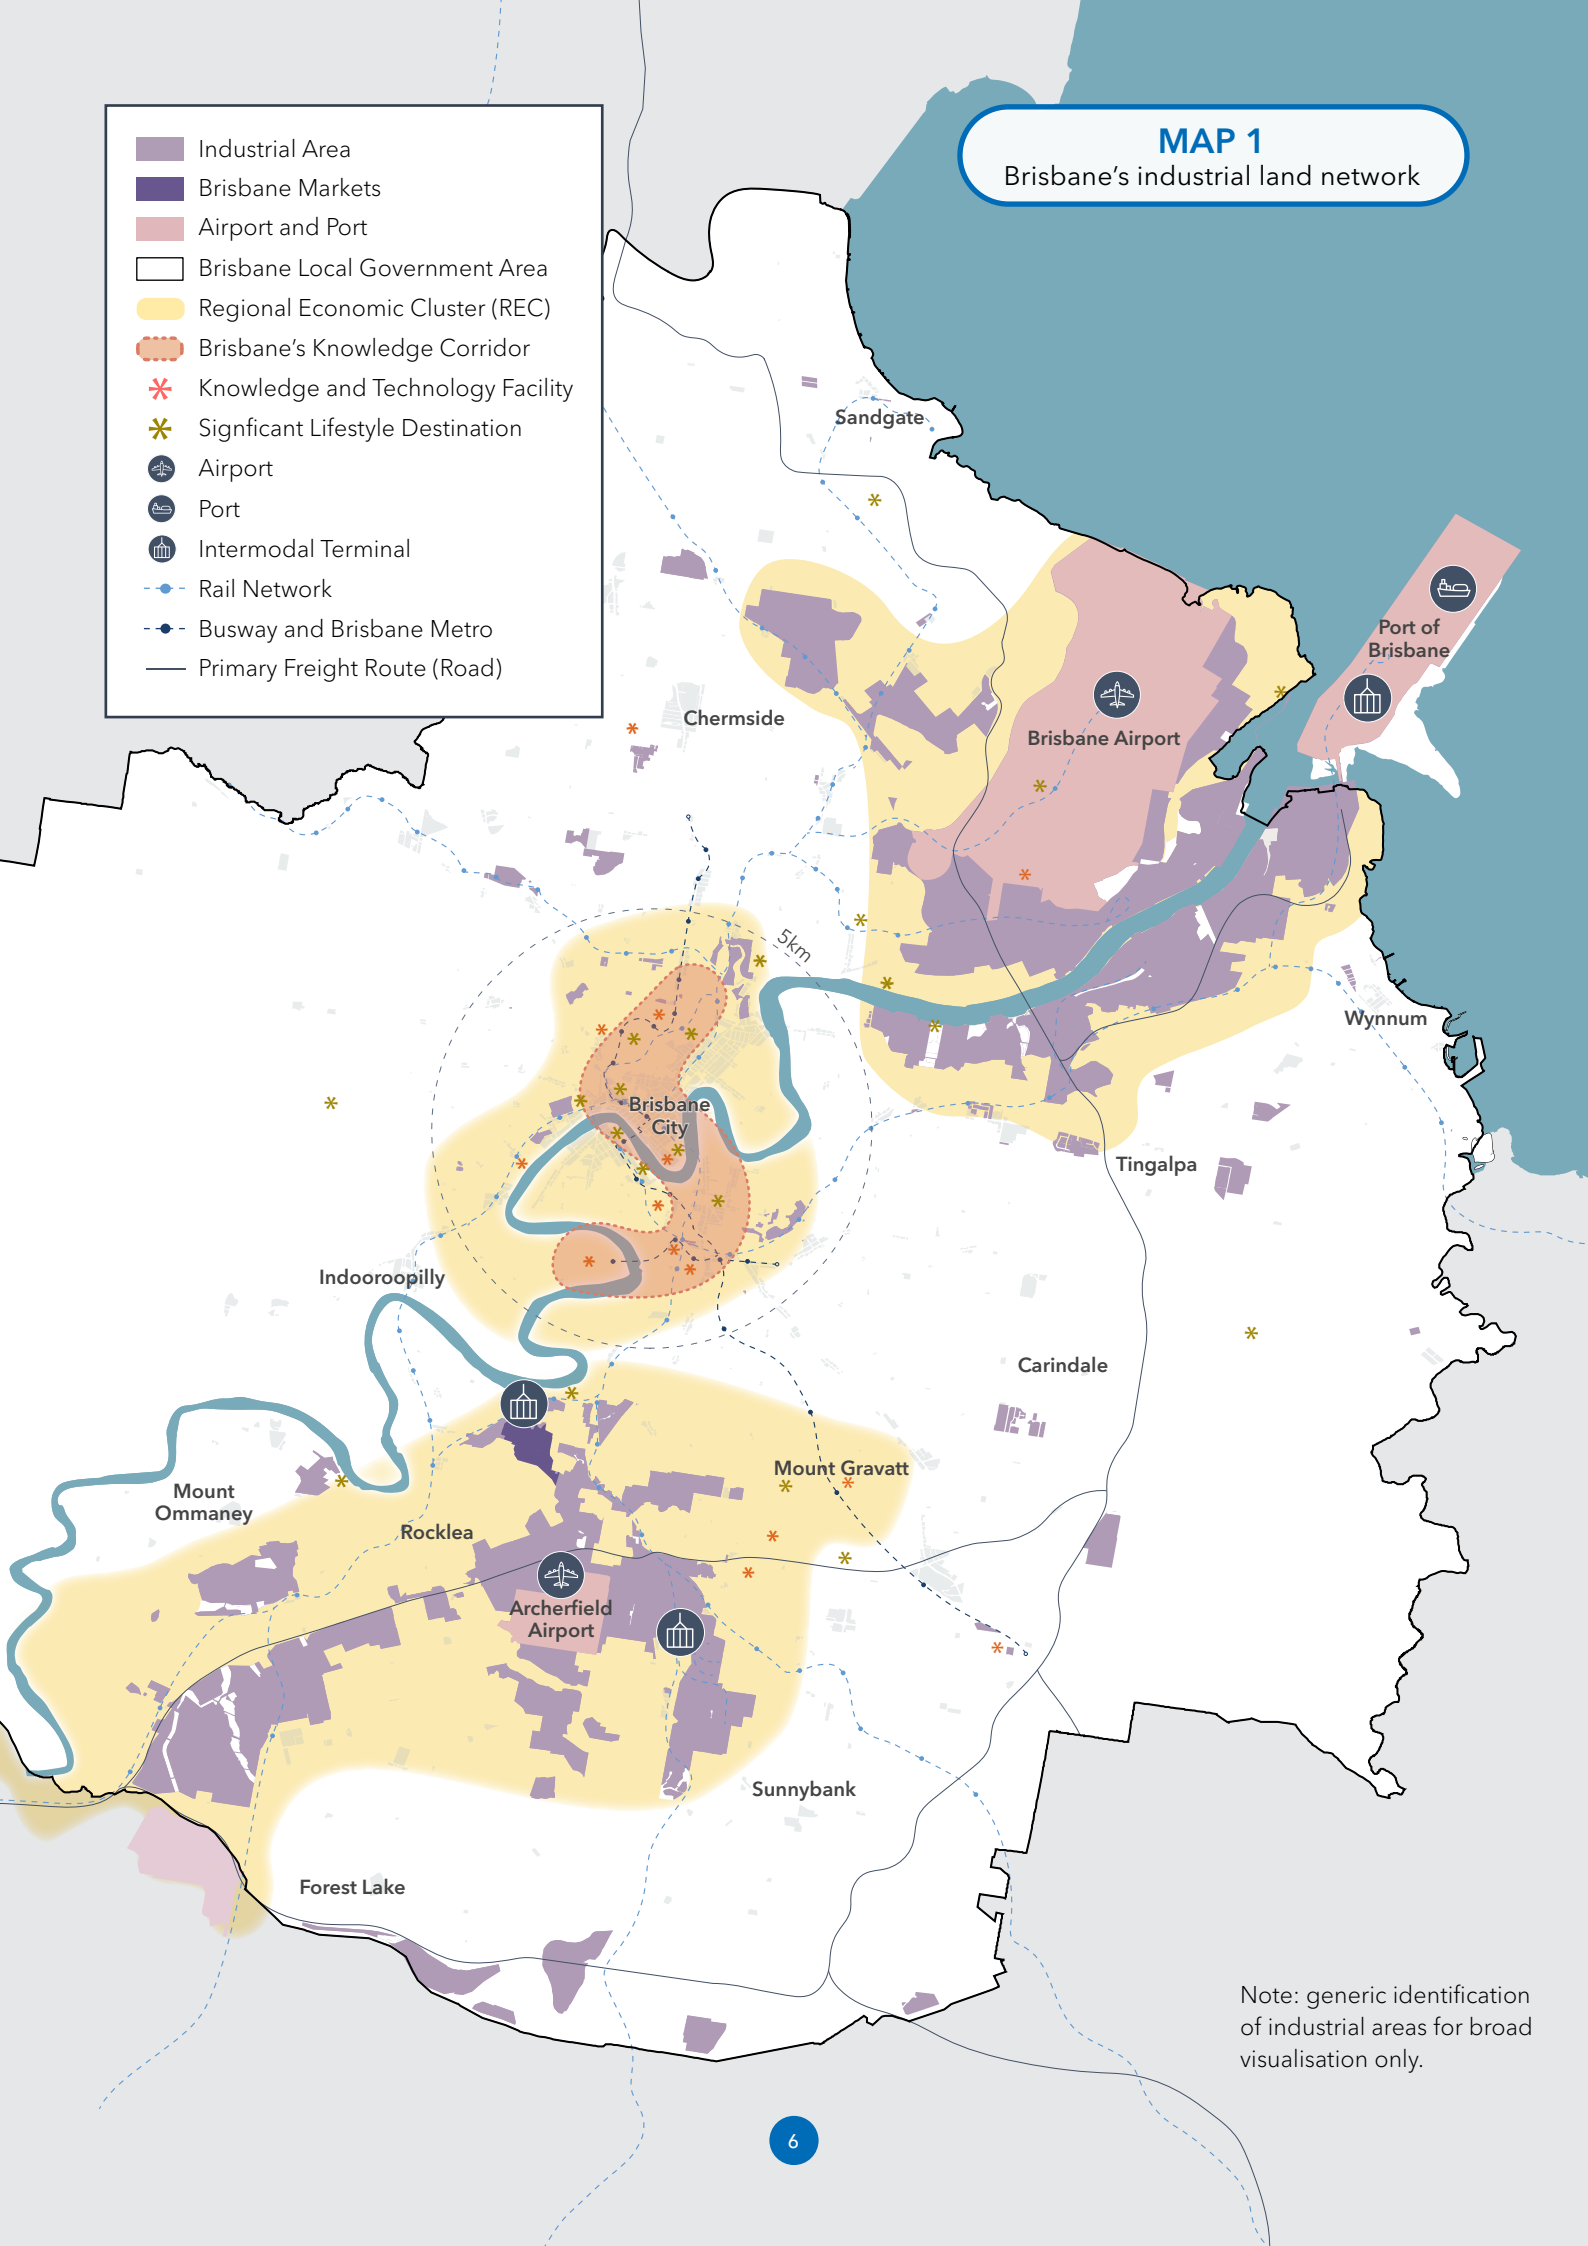 MAP 1
Brisbane's industrial land network
Industrial Area
Brisbane Markets
Airport and Port
Brisbane Local Government Area
Regional Economic Cluster (REC)
Brisbane's Knowledge Corridor
Knowledge and Technology Facility
Signficant Lifestyle Destination
Airport
Port
Intermodal Terminal
Rail Network
Busway and Brisbane Metro
Primary Freight Route (Road)
Sandgate
Port of
Brisbane
Chermside
Brisbane Airport
5km
Wynnum
Brisbane
City
Tingalpa
Indooroopilly
Carindale
Mount Gravatt
Mount
Ommaney
Rocklea
Archerfield
Airport
Sunnybank
Forest Lake
Note: generic identification
of industrial areas for broad
visualisation only.
6